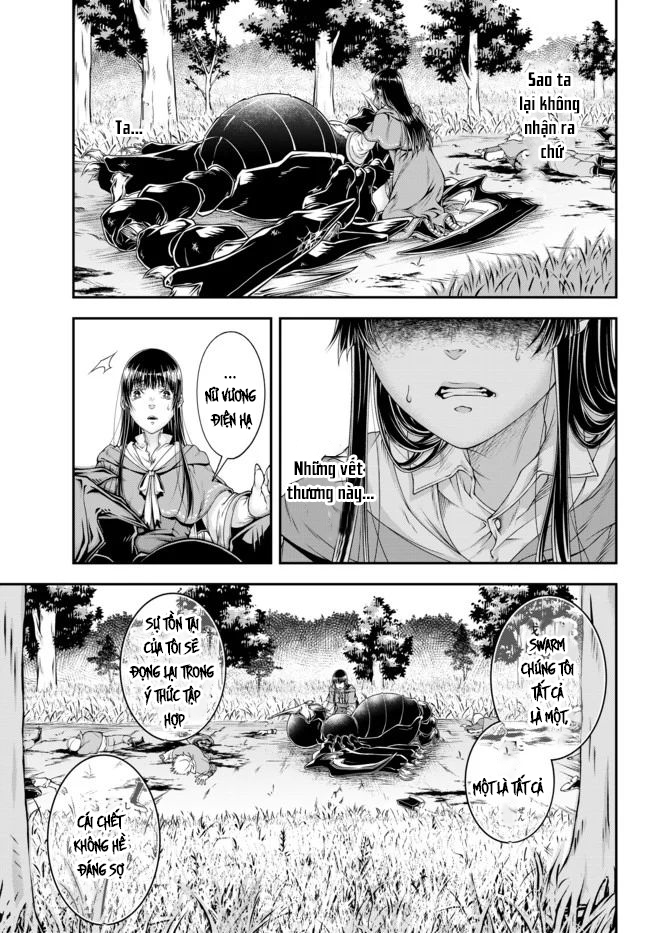 Sao ta
lại không
nhận ra
chứ
Ta...
Những vết
thương này...
...
NỮ VƯƠNG
ĐIỆN HẠ
SWARM
CHÚNG TÔI
TẤT CẢ
LÀ MỘT,
MỘT LÀ TẤT CẢ
ぜん
SỰ TỒN TẠI
CỦA TÔI SẼ
ĐỌNG LẠI TRONG
Ý THỨC TẬP
HỢP
CÁI CHẾT
KHÔNG HỀ
ĐÁNG SỢ